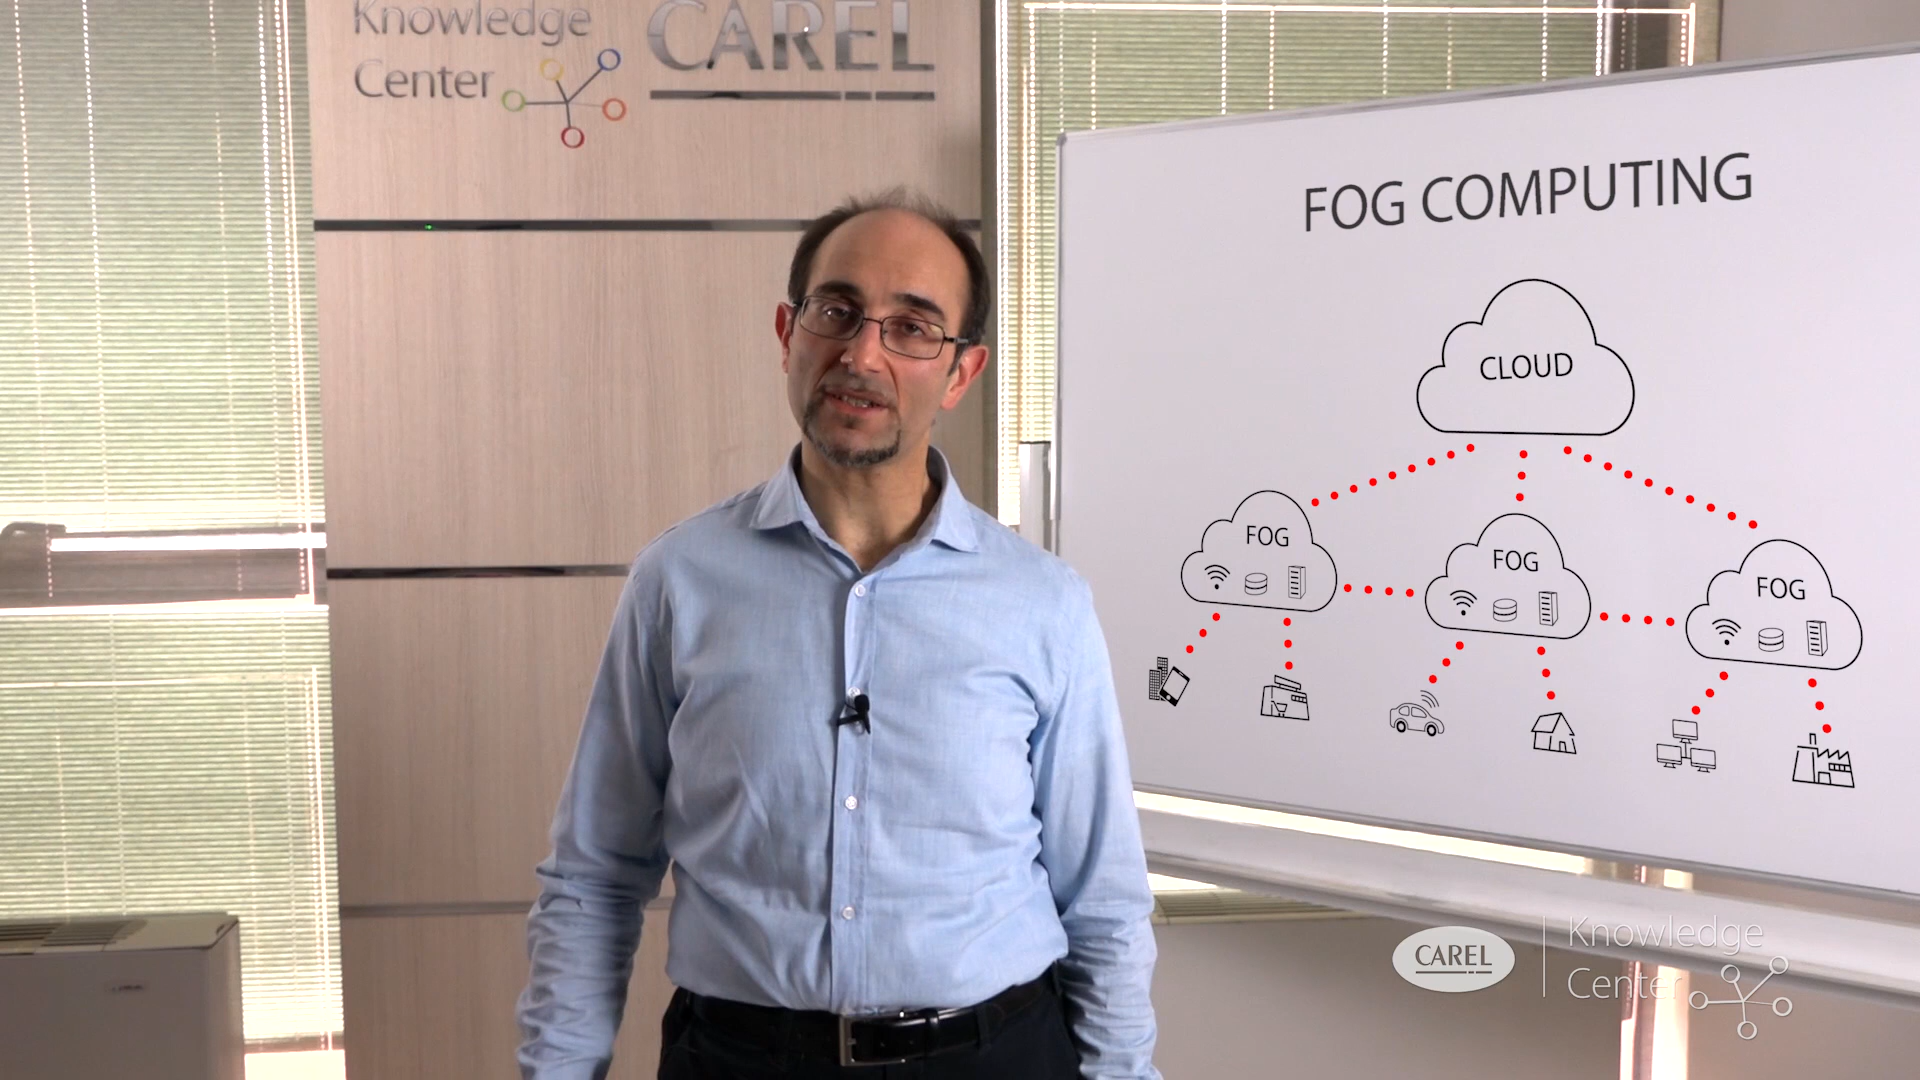 Knowledge
Center
CAREL
FOG COMPUTING
CLOUD
FOG
FOG
FOG
CAREL
Knowledge
Center